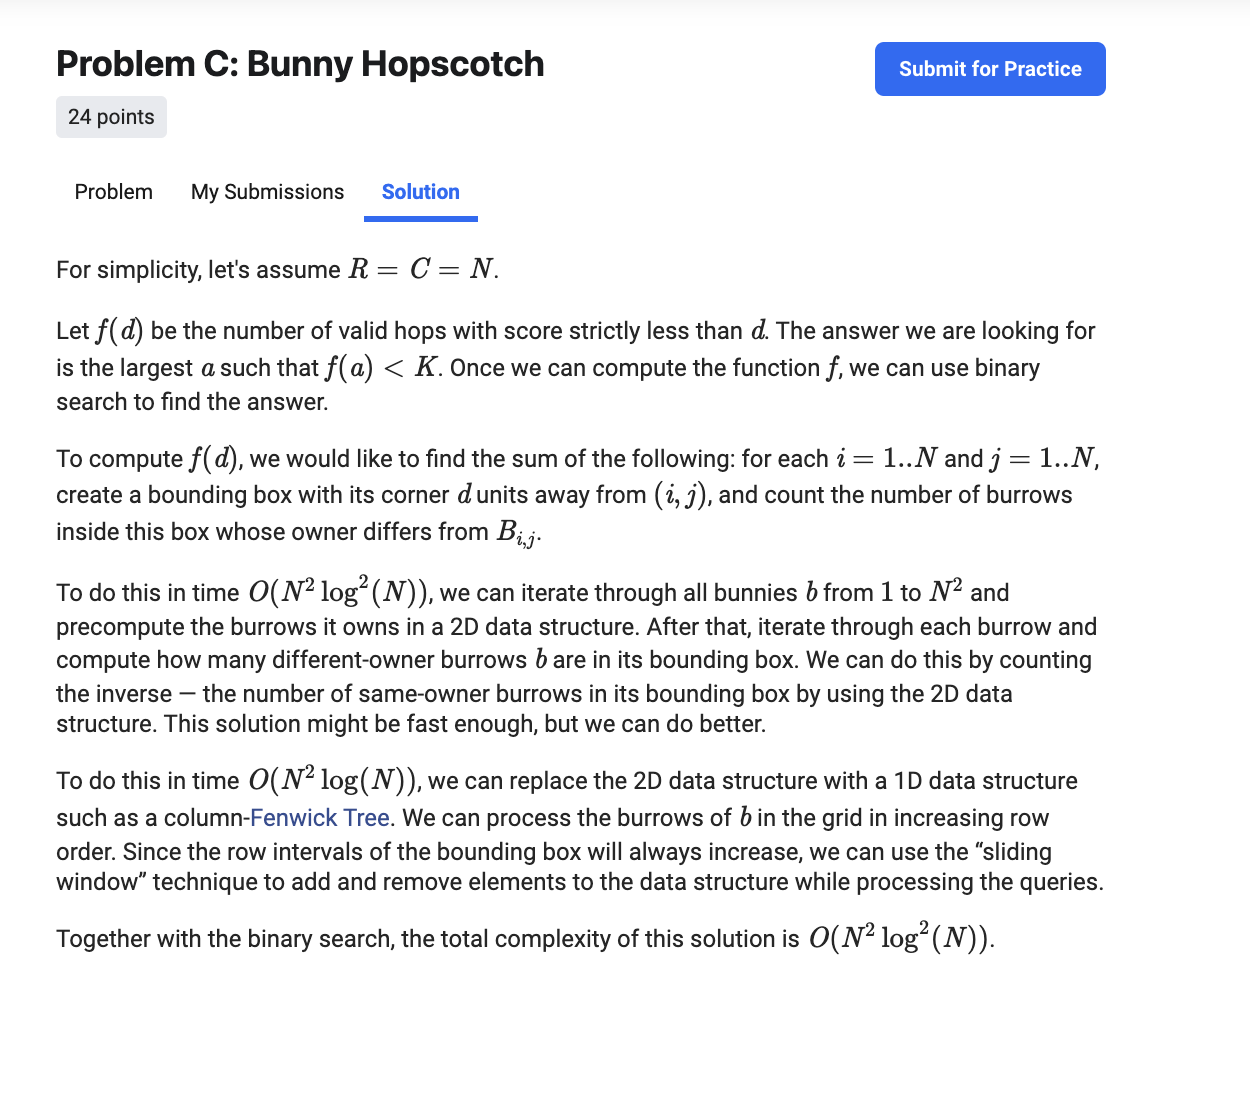 Problem C: Bunny Hopscotch
Submit for Practice
24 points
Problem My Submissions Solution
For simplicity, let's assume R = C = N.
Let f(d) be the number of valid hops with score strictly less than d. The answer we are looking for
is the largest a such that f(a) < K. Once we can compute the function f, we can use binary
search to find the answer.
To compute f(d), we would like to find the sum of the following: for each i = 1..N and j = 1..N,
create a bounding box with its corner d units away from (i, j), and count the number of burrows
inside this box whose owner differs from B_{i,j}.
To do this in time O(N² log²(N)), we can iterate through all bunnies b from 1 to N² and
precompute the burrows it owns in a 2D data structure. After that, iterate through each burrow and
compute how many different-owner burrows b are in its bounding box. We can do this by counting
the inverse — the number of same-owner burrows in its bounding box by using the 2D data
structure. This solution might be fast enough, but we can do better.
To do this in time O(N² log(N)), we can replace the 2D data structure with a 1D data structure
such as a column-Fenwick Tree. We can process the burrows of b in the grid in increasing row
order. Since the row intervals of the bounding box will always increase, we can use the “sliding
window” technique to add and remove elements to the data structure while processing the queries.
Together with the binary search, the total complexity of this solution is O(N² log²(N)).